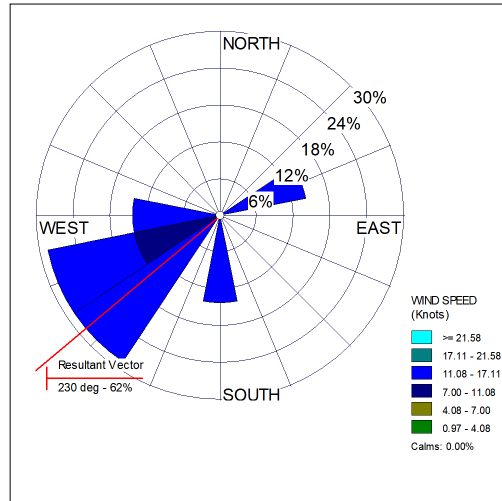 NORTH
30%
24%
18%
12%
6%
WEST
EAST
SOUTH
Resultant Vector
230 deg - 62%
WIND SPEED
(Knots)
>= 21.58
17.11 - 21.58
11.08 - 17.11
7.00 - 11.08
4.08 - 7.00
0.97 - 4.08
Calms: 0.00%